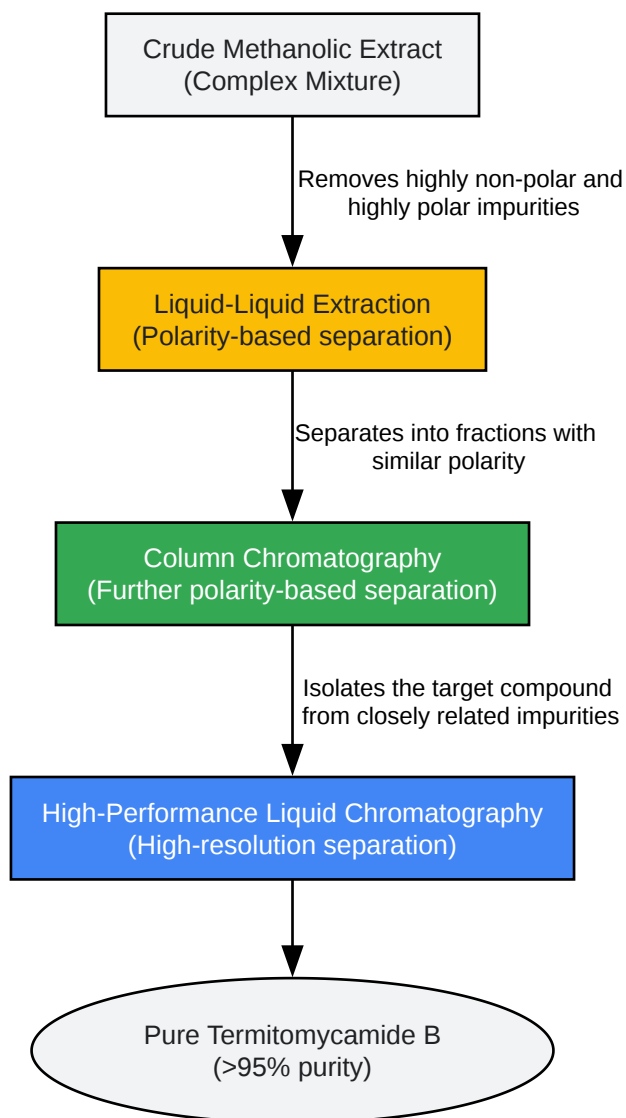 Crude Methanolic Extract
(Complex Mixture)
Removes highly non-polar and
highly polar impurities
Liquid-Liquid Extraction
(Polarity-based separation)
Separates into fractions with
similar polarity
Column Chromatography
(Further polarity-based separation)
Isolates the target compound
from closely related impurities
High-Performance Liquid Chromatography
(High-resolution separation)
Pure Termitomycamide B
(>95% purity)